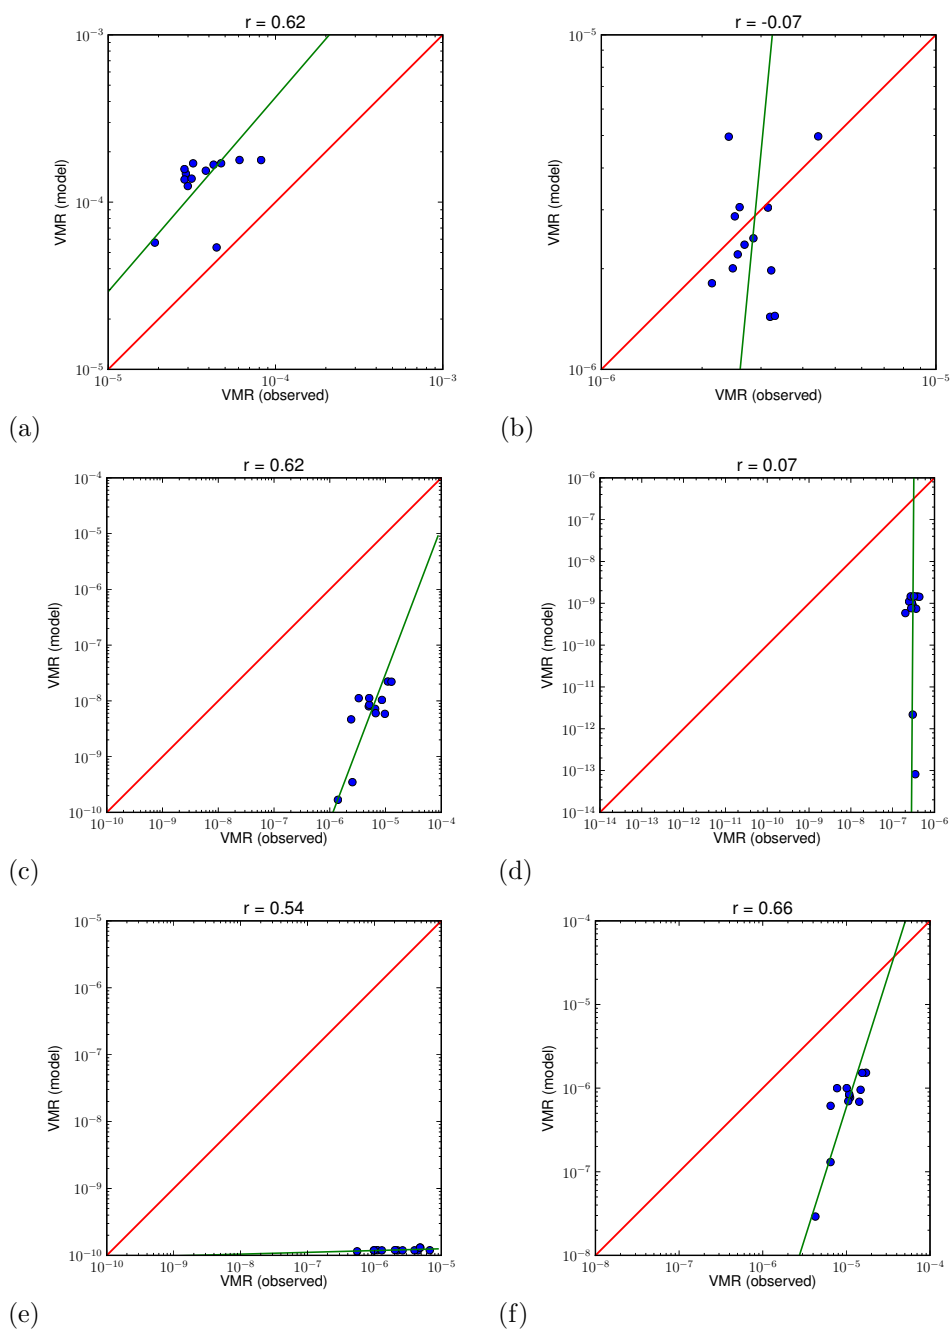 r = 0.62
10⁻³
10⁻⁴
10⁻⁵
VMR (model)
10⁻⁵
10⁻⁴
10⁻³
VMR (observed)
(a)
r = -0.07
10⁻⁵
10⁻⁶
VMR (model)
10⁻⁶
10⁻⁵
VMR (observed)
(b)
r = 0.62
10⁻⁴
10⁻⁵
10⁻⁶
10⁻⁷
10⁻⁸
10⁻⁹
10⁻¹⁰
VMR (model)
10⁻¹⁰
10⁻⁹
10⁻⁸
10⁻⁷
10⁻⁶
10⁻⁵
10⁻⁴
VMR (observed)
(c)
r = 0.07
10⁻⁶
10⁻⁷
10⁻⁸
10⁻⁹
10⁻¹⁰
10⁻¹¹
10⁻¹²
10⁻¹³
10⁻¹⁴
VMR (model)
10⁻¹⁴
10⁻¹³
10⁻¹²
10⁻¹¹
10⁻¹⁰
10⁻⁹
10⁻⁸
10⁻⁷
10⁻⁶
VMR (observed)
(d)
r = 0.54
10⁻⁵
10⁻⁶
10⁻⁷
10⁻⁸
10⁻⁹
10⁻¹⁰
VMR (model)
10⁻¹⁰
10⁻⁹
10⁻⁸
10⁻⁷
10⁻⁶
10⁻⁵
VMR (observed)
(e)
r = 0.66
10⁻⁴
10⁻⁵
10⁻⁶
10⁻⁷
10⁻⁸
VMR (model)
10⁻⁸
10⁻⁷
10⁻⁶
10⁻⁵
10⁻⁴
VMR (observed)
(f)